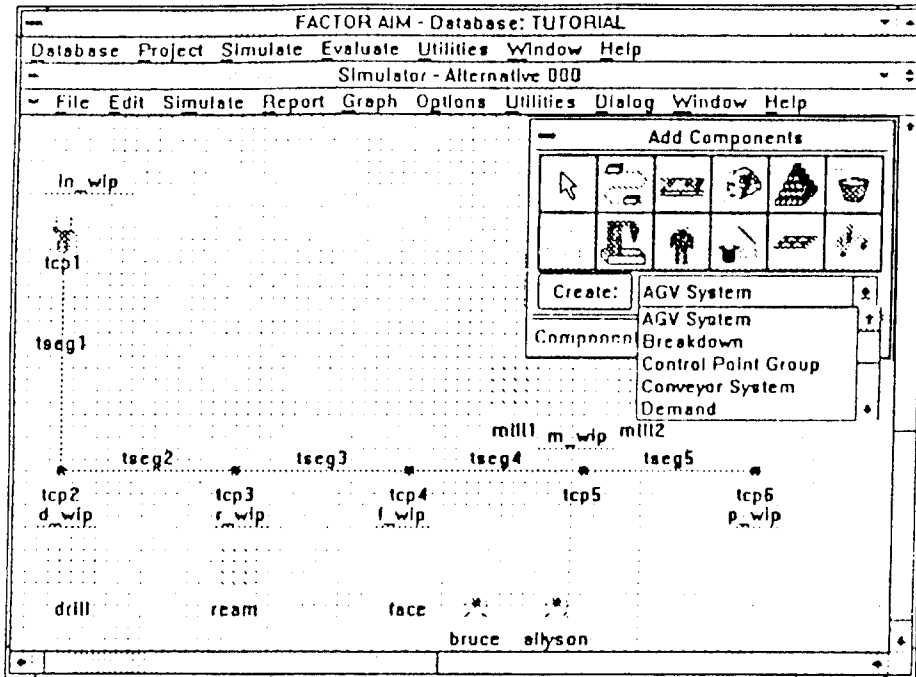 FACTOR AIM - Database: TUTORIAL
Database Project Simulate Evaluate Utilities Window Help
Simulator - Alternative 000
File Edit Simulate Report Graph Options Utilities Dialog Window Help
Add Components
In_wip
tcp1
Create: AGV System
AGV System
tseg1
Component
Breakdown
Control Point Group
Conveyor System
Demand
mill1 m_wip mill2
tseg2 tseg3 tseg4 tseg5
tcp2 tcp3 tcp4 tcp5 tcp6
d_wip r_wip f_wip p_wip
drill ream face
bruce allyson